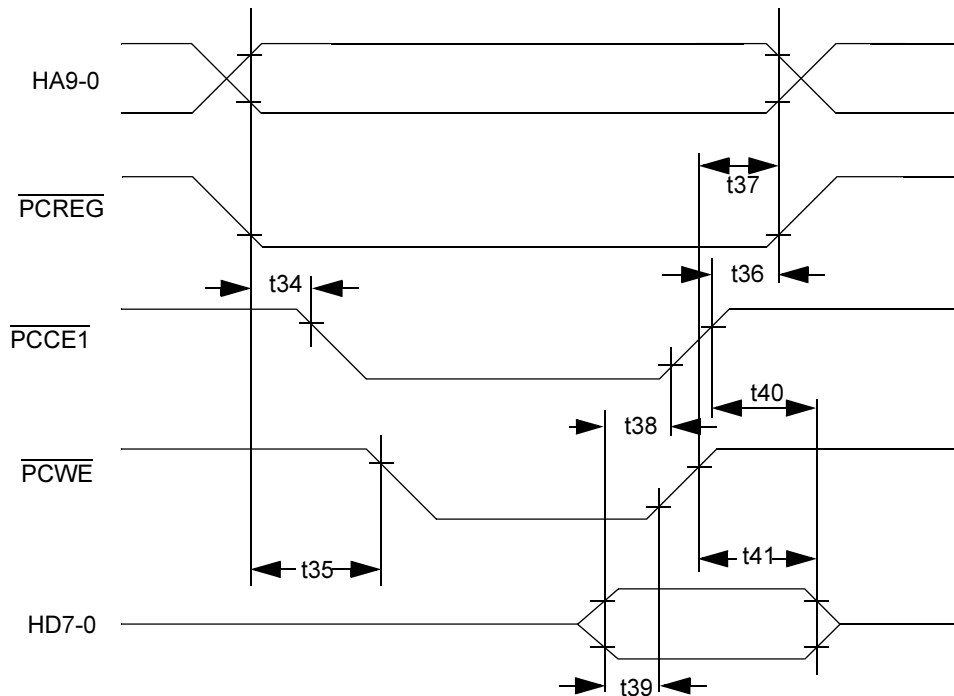 HA9-0
t37
PCREG
t36
t34
PCCE1
t40
t38
PCWE
t41
t35
HD7-0
t39